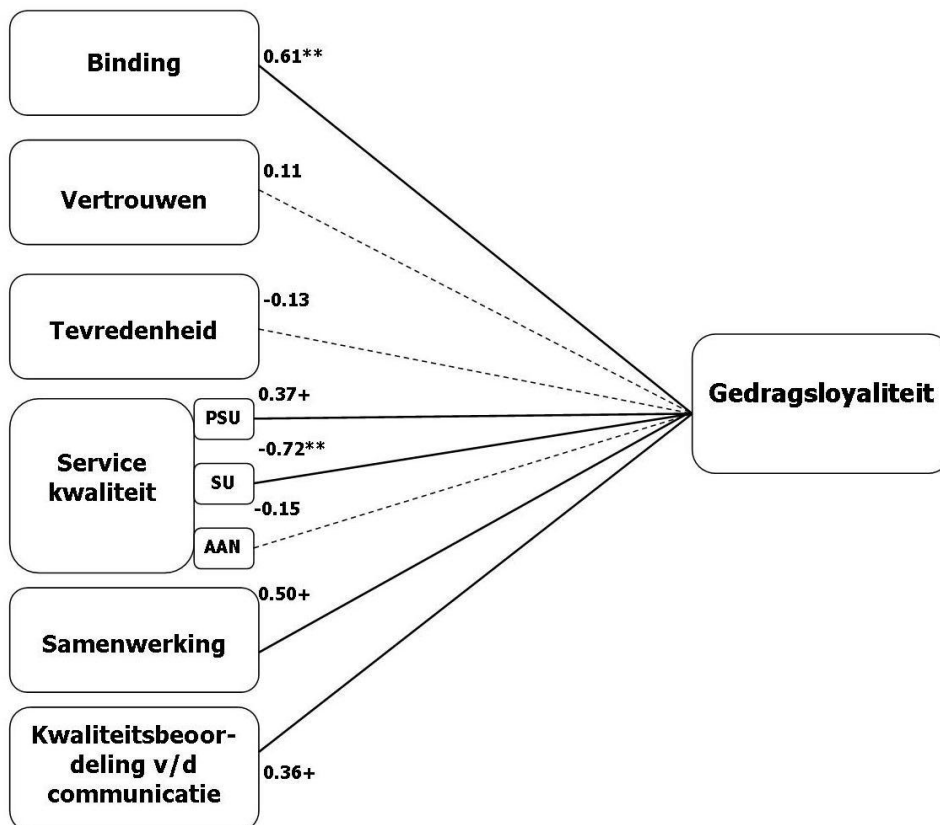 Binding
0.61**
Vertrouwen
0.11
Tevredenheid
-0.13
Service
kwaliteit
PSU
0.37+
SU
-0.72**
AAN
-0.15
Samenwerking
0.50+
Kwaliteitsbeoor-
deling v/d
communicatie
0.36+
Gedragsloyaliteit